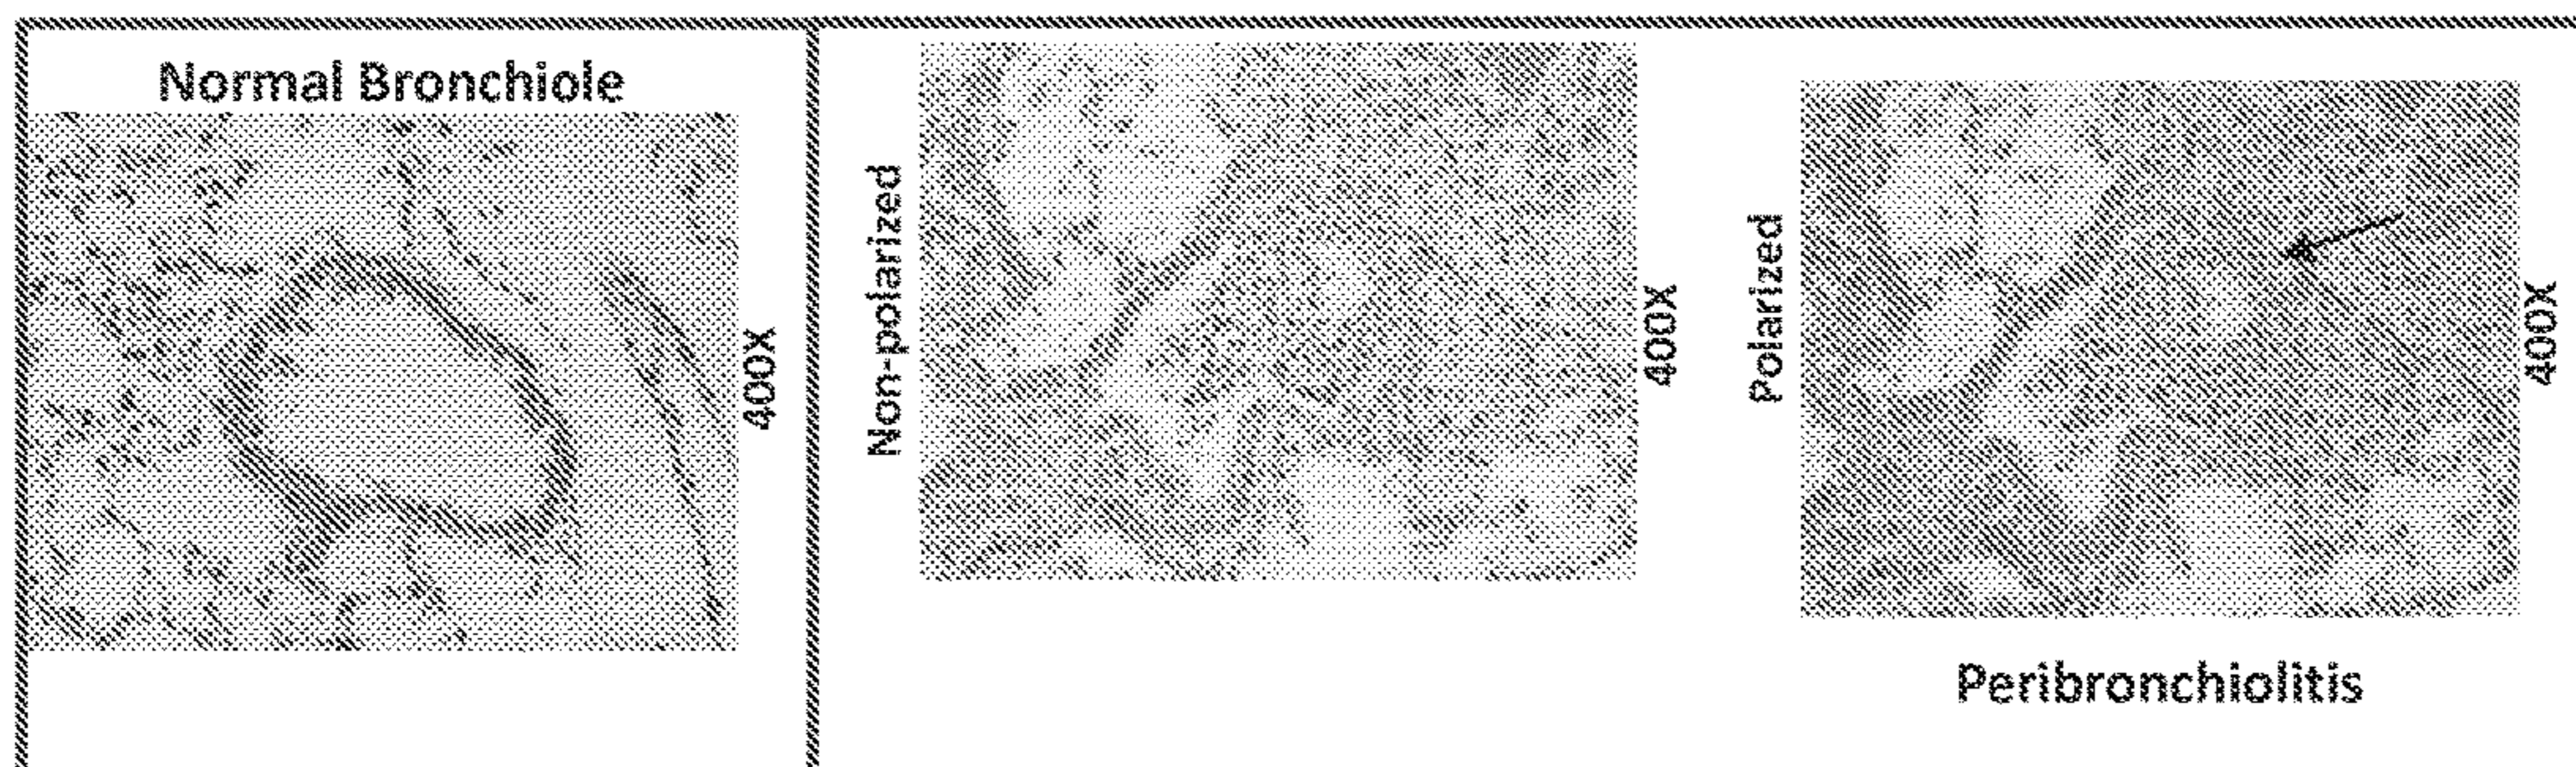 Normal Bronchiole
400X
Non-polarized
400X
Polarized
400X
Peribronchiolitis